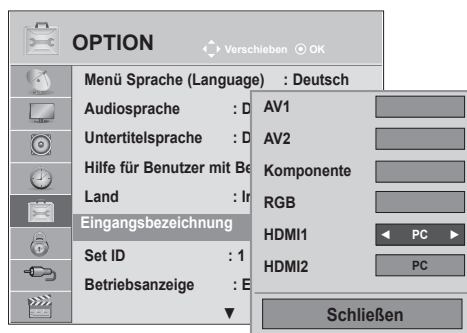 OPTION
Verschieben OK
Menü Sprache (Language) : Deutsch
Audiosprache : D
Untertitelsprache : D
Hilfe für Benutzer mit Be
Land : Ir
Eingangsbezeichnung
Set ID : 1
Betriebsanzeige : E
AV1
AV2
Komponente
RGB
HDMI1 ◄ PC ►
HDMI2 PC
Schließen